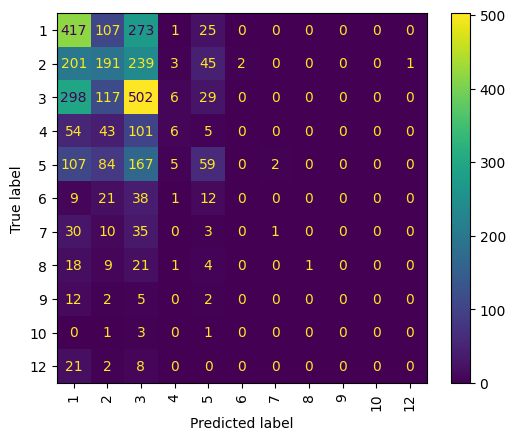 1 417 107 273 1 25 0 0 0 0 0 0
2 201 191 239 3 45 2 0 0 0 0 1
3 298 117 502 6 29 0 0 0 0 0 0
4 54 43 101 6 5 0 0 0 0 0 0
5 107 84 167 5 59 0 2 0 0 0 0
6 9 21 38 1 12 0 0 0 0 0 0
7 30 10 35 0 3 0 1 0 0 0 0
8 18 9 21 1 4 0 0 1 0 0 0
9 12 2 5 0 2 0 0 0 0 0 0
10 0 1 3 0 1 0 0 0 0 0 0
12 21 2 8 0 0 0 0 0 0 0 0
1 2 3 4 5 6 7 8 9 10 12
True label
Predicted label
500
400
300
200
100
0